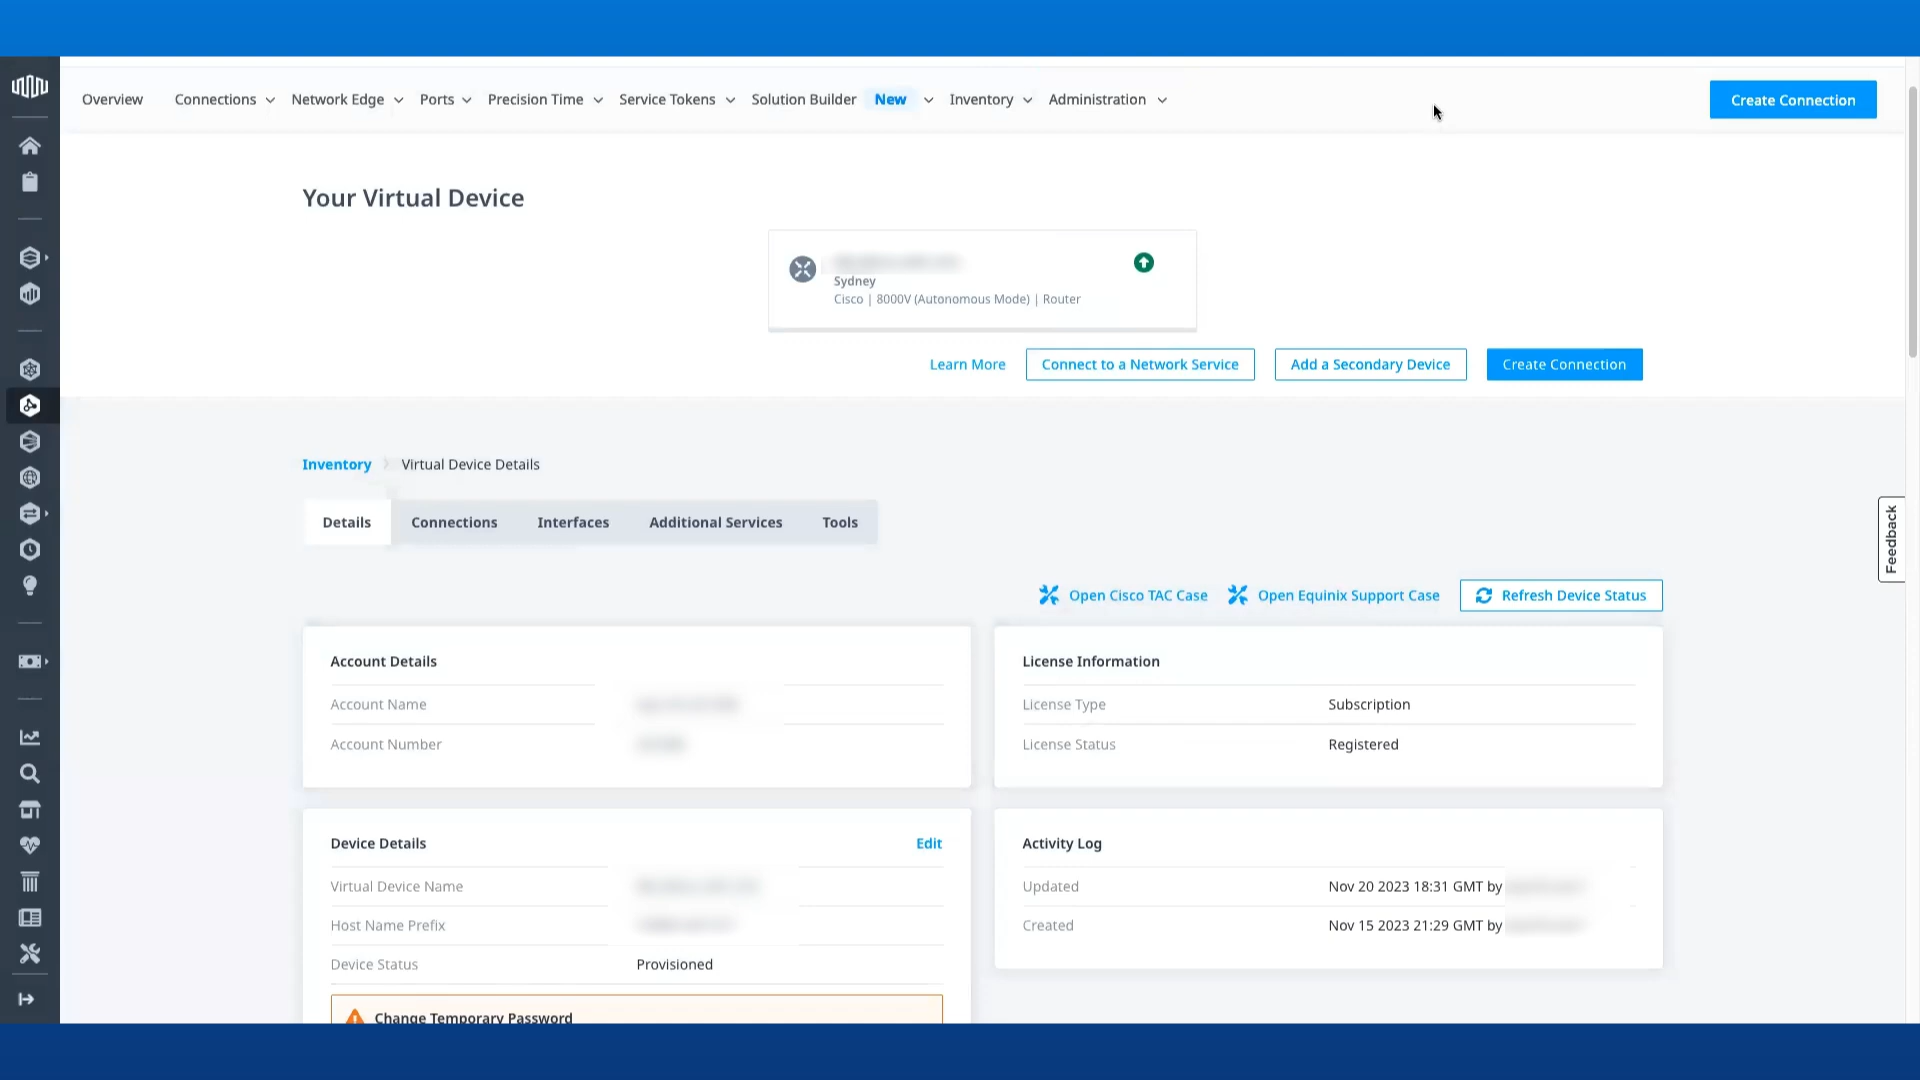 Overview Connections Network Edge Ports Precision Time Service Tokens Solution Builder New Inventory Administration Create Connection
Your Virtual Device
Sydney
Cisco | 8000V (Autonomous Mode) | Router
Learn More Connect to a Network Service Add a Secondary Device Create Connection
Inventory Virtual Device Details
Details Connections Interfaces Additional Services Tools
Feedback
Open Cisco TAC Case Open Equinix Support Case Refresh Device Status
Account Details
Account Name
Account Number
License Information
License Type Subscription
License Status Registered
Device Details Edit
Virtual Device Name
Host Name Prefix
Device Status Provisioned
Change Temporary Password
Activity Log
Updated Nov 20 2023 18:31 GMT by
Created Nov 15 2023 21:29 GMT by